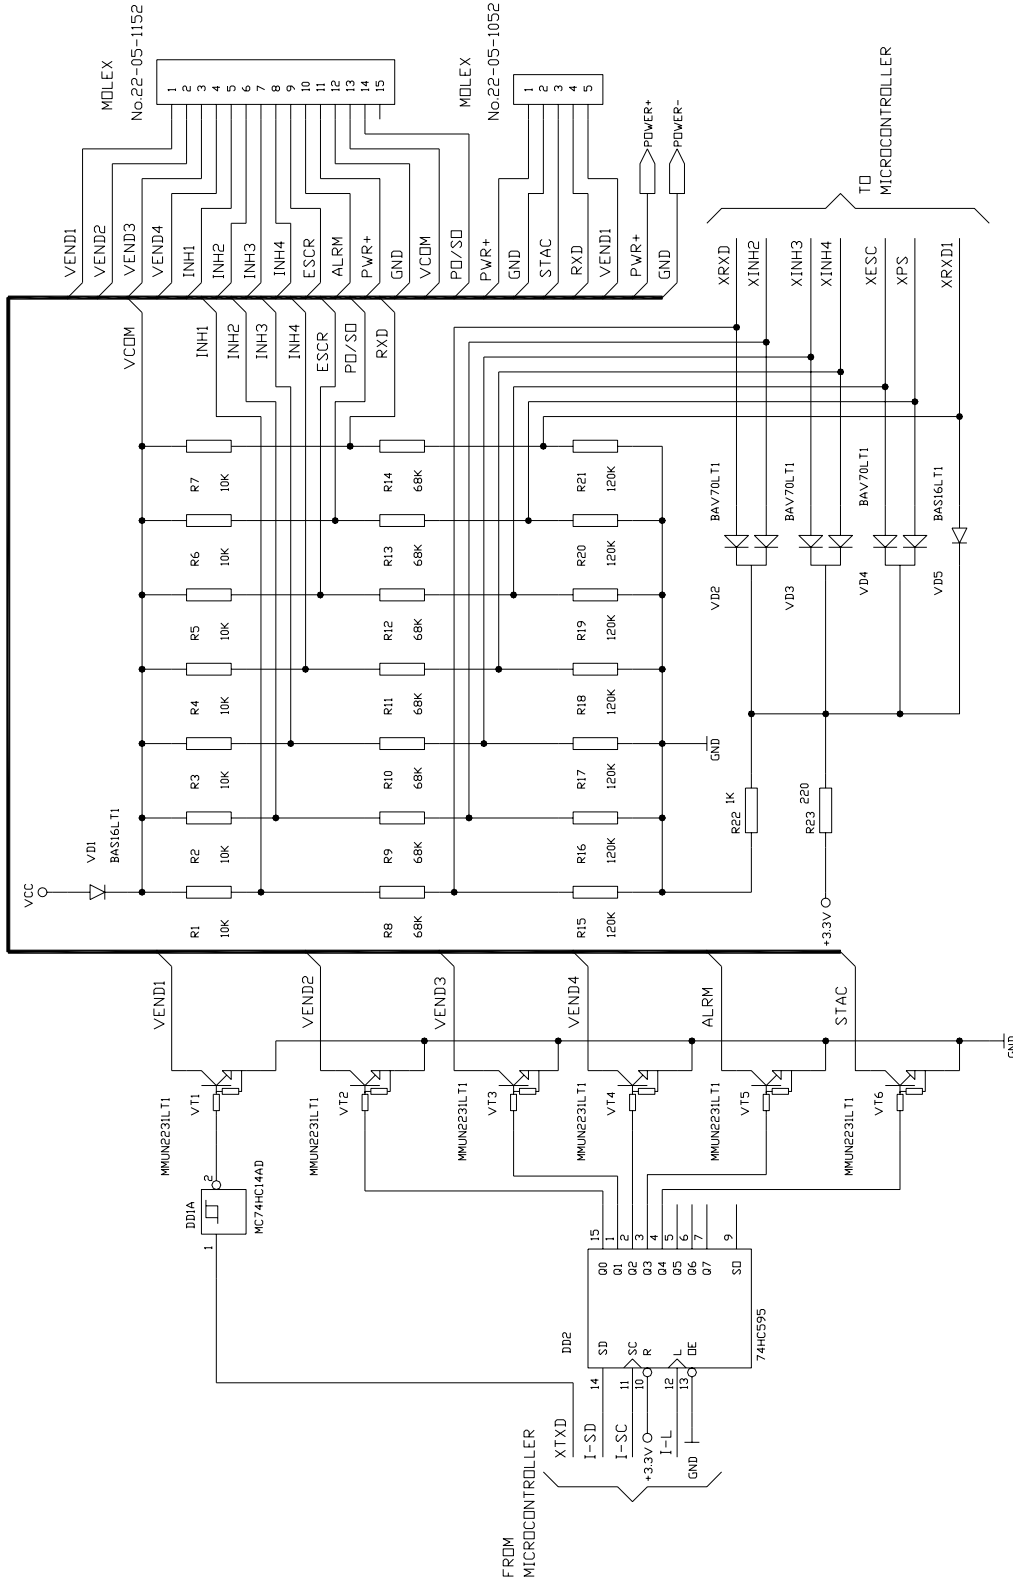 FROM
MICROCONTROLLER
XTXD
I-SD
I-SC
+3.3V
I-L
GND
14
11
10
12
13
DD2
SD
SC
R
L
OE
Q0
Q1
Q2
Q3
Q4
Q5
Q6
Q7
SO
74HC595
15
1
2
3
4
5
6
7
9
1
DD1A
2
MC74HC14AD
MMUN2231LT1
VT1
MMUN2231LT1
VT2
MMUN2231LT1
VT3
MMUN2231LT1
VT4
MMUN2231LT1
VT5
MMUN2231LT1
VT6
GND
VEND1
VEND2
VEND3
VEND4
ALRM
STAC
VCC
VD1
BAS16LT1
R1
10K
R2
10K
R3
10K
R4
10K
R5
10K
R6
10K
R7
10K
R8
68K
R9
68K
R10
68K
R11
68K
R12
68K
R13
68K
R14
68K
R15
120K
R16
120K
R17
120K
R18
120K
R19
120K
R20
120K
R21
120K
GND
+3.3V
R22 1K
R23 220
VD2
BAV70LT1
VD3
BAV70LT1
VD4
BAV70LT1
VD5
BAS16LT1
VCOM
INH1
INH2
INH3
INH4
ESCR
PO/SO
RXD
VEND1
VEND2
VEND3
VEND4
INH1
INH2
INH3
INH4
ESCR
ALRM
PWR+
GND
VCOM
PO/SO
PWR+
GND
STAC
RXD
VEND1
PWR+
GND
XRXD
XINH2
XINH3
XINH4
XESC
XPS
XRXD1
TO
MICROCONTROLLER
POWER+
POWER-
MOLEX
No.22-05-1152
1
2
3
4
5
6
7
8
9
10
11
12
13
14
15
MOLEX
No.22-05-1052
1
2
3
4
5